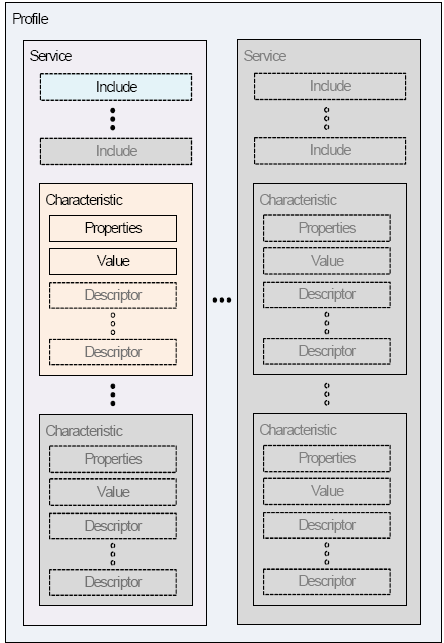 Profile
Service
Include
Include
Characteristic
Properties
Value
Descriptor
Descriptor
Characteristic
Properties
Value
Descriptor
Descriptor
Service
Include
Include
Characteristic
Properties
Value
Descriptor
Descriptor
Characteristic
Properties
Value
Descriptor
Descriptor